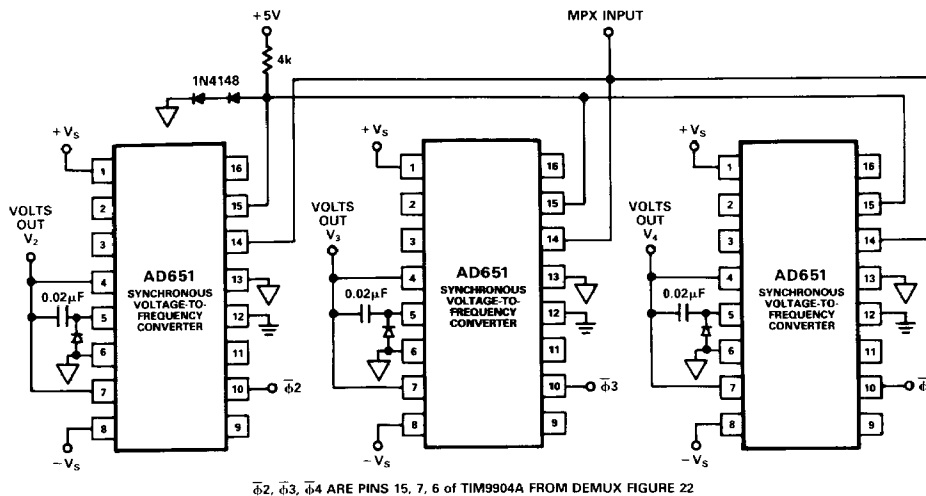 +5V
MPX INPUT
4k
1N4148
+VS
1
2
3
4
5
6
7
8
16
15
14
13
12
11
10
9
VOLTS
OUT
V2
AD651
SYNCHRONOUS
VOLTAGE-TO-
FREQUENCY
CONVERTER
0.02μF
φ̅2
−VS
+VS
1
2
3
4
5
6
7
8
16
15
14
13
12
11
10
9
VOLTS
OUT
V3
AD651
SYNCHRONOUS
VOLTAGE-TO-
FREQUENCY
CONVERTER
0.02μF
φ̅3
−VS
+VS
1
2
3
4
5
6
7
8
16
15
14
13
12
11
10
9
VOLTS
OUT
V4
AD651
SYNCHRONOUS
VOLTAGE-TO-
FREQUENCY
CONVERTER
0.02μF
φ̅
−VS
φ̅2, φ̅3, φ̅4 ARE PINS 15, 7, 6 of TIM9904A FROM DEMUX FIGURE 22